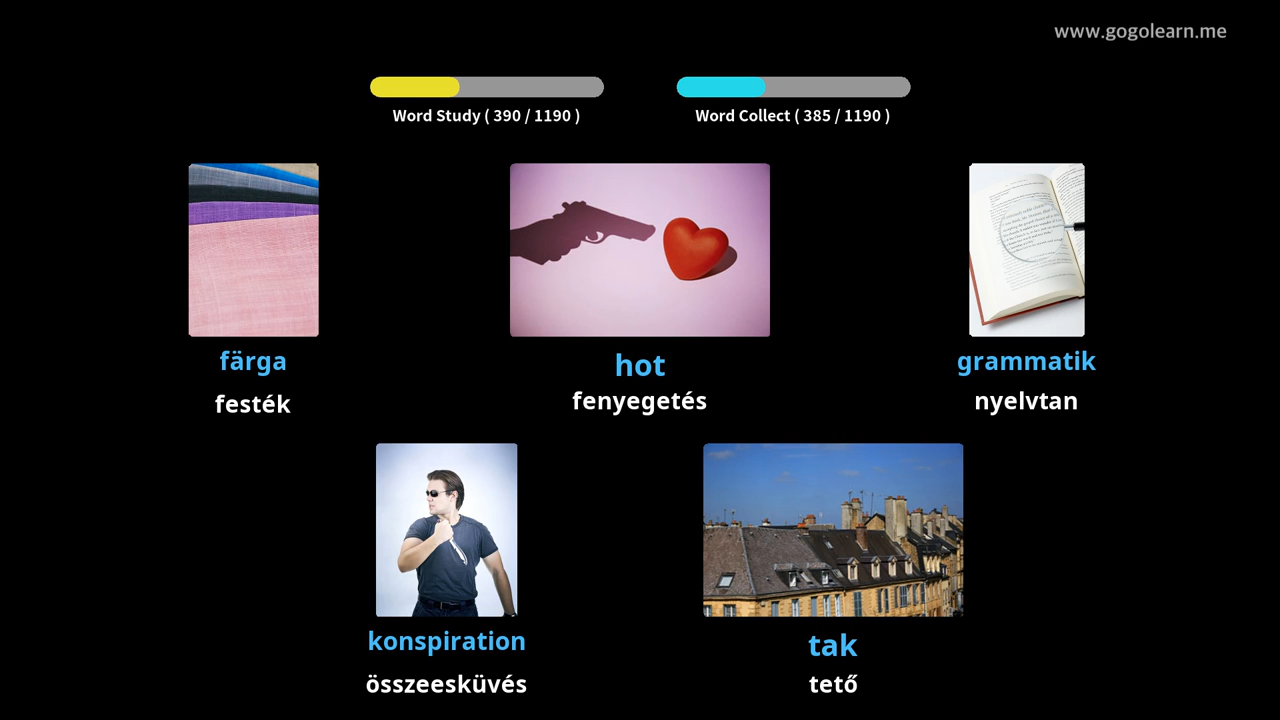 www.gogolearn.me
Word Study ( 390 / 1190 )
Word Collect ( 385 / 1190 )
färga
festék
hot
fenyegetés
grammatik
nyelvtan
konspiration
összeesküvés
tak
tető